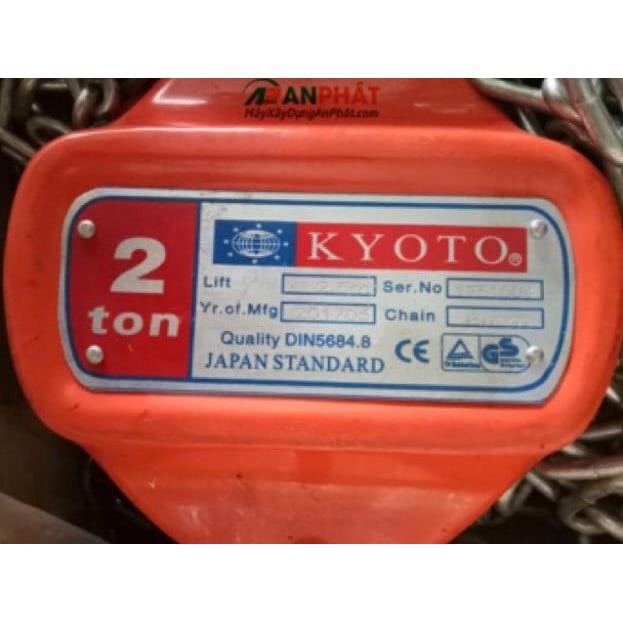 ANPHÁT
MáyXâyDựngAnPhát.com
2
ton
KYOTO®
Lift
Ser.No
Yr.of.Mfg
Chain
Quality DIN5684.8
JAPAN STANDARD
CE
GS